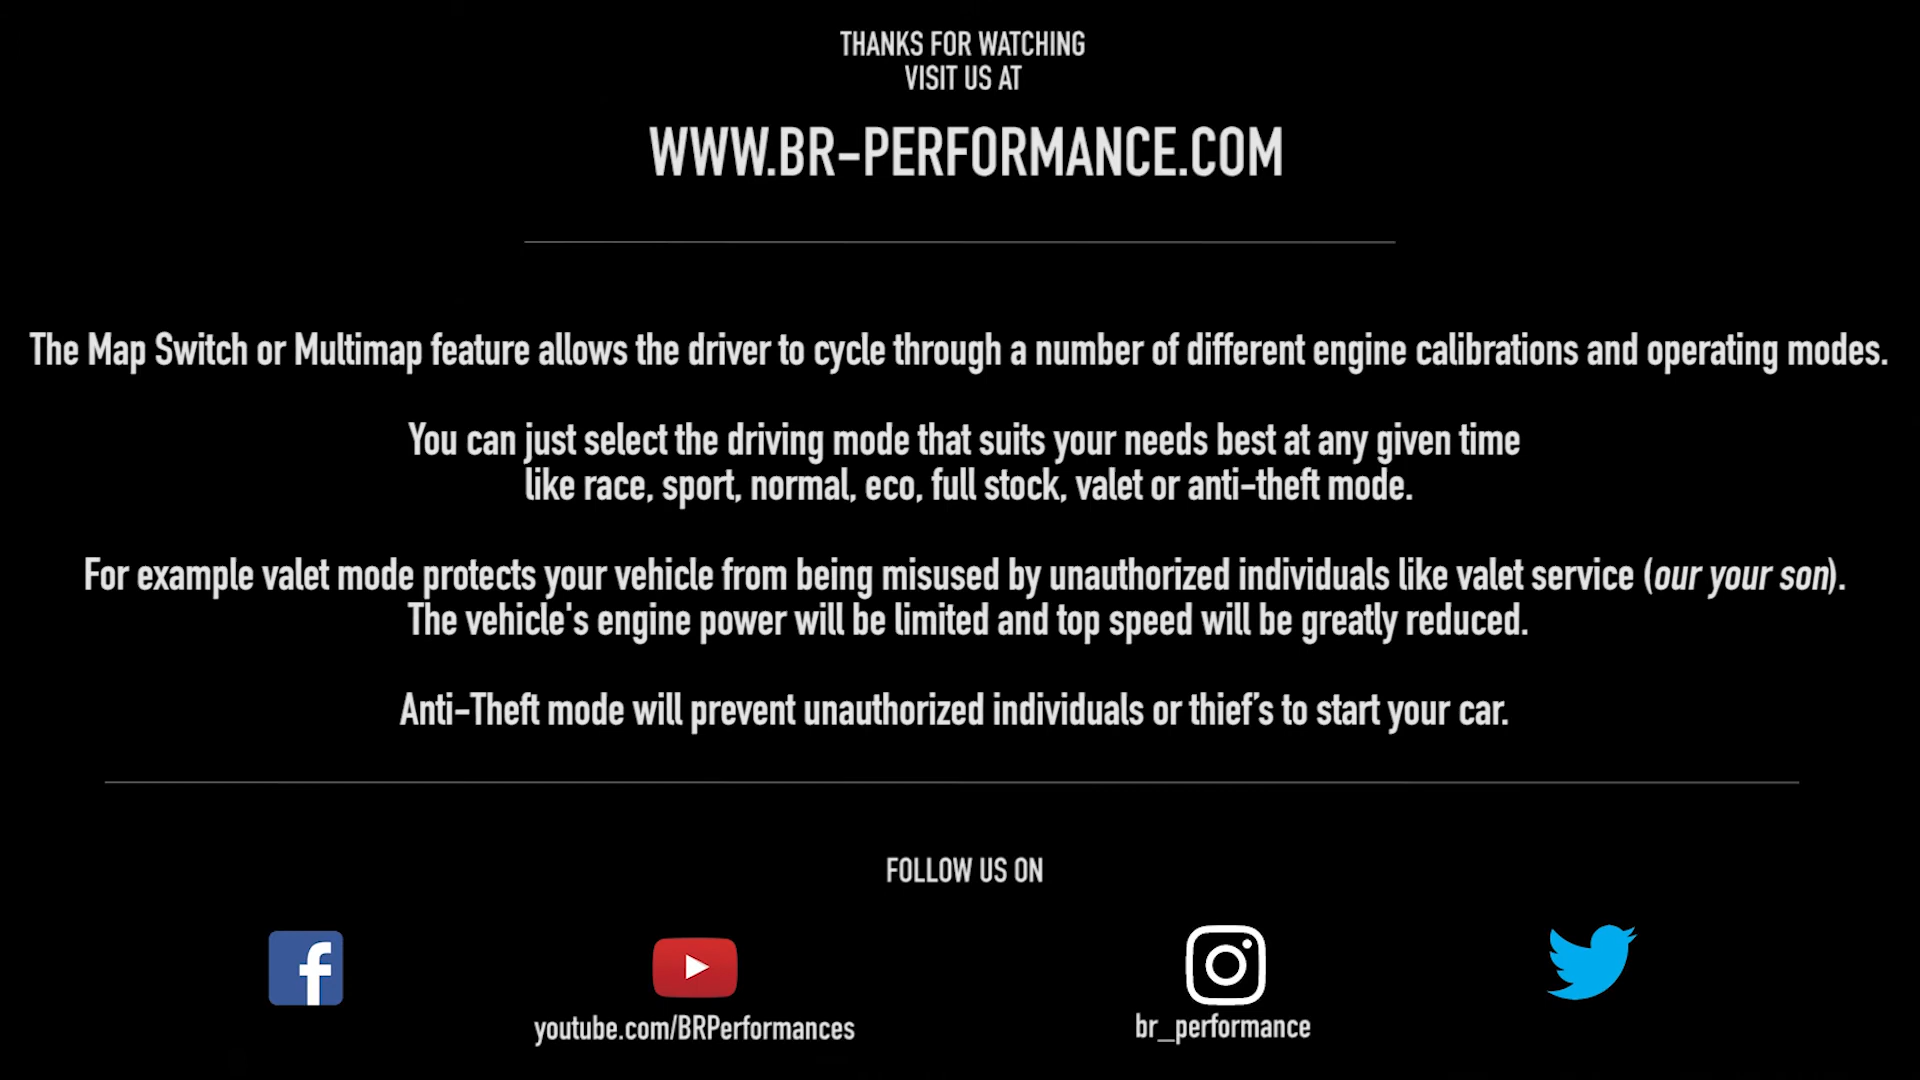 THANKS FOR WATCHING
VISIT US AT
WWW.BR-PERFORMANCE.COM
The Map Switch or Multimap feature allows the driver to cycle through a number of different engine calibrations and operating modes.
You can just select the driving mode that suits your needs best at any given time
like race, sport, normal, eco, full stock, valet or anti-theft mode.
For example valet mode protects your vehicle from being misused by unauthorized individuals like valet service (our your son).
The vehicle's engine power will be limited and top speed will be greatly reduced.
Anti-Theft mode will prevent unauthorized individuals or thief’s to start your car.
FOLLOW US ON
youtube.com/BRPerformances
br_performance